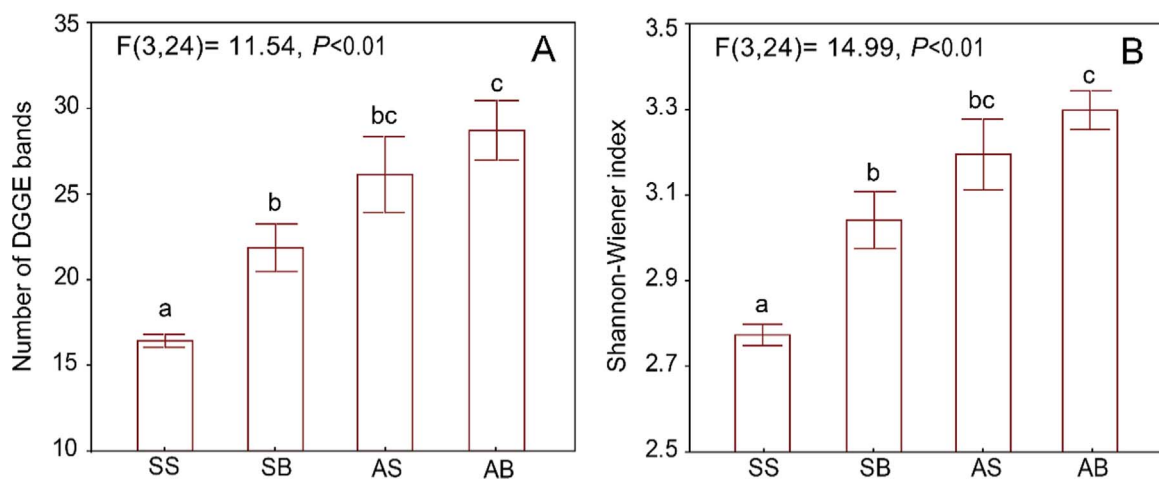 F(3,24)= 11.54, P<0.01
A
Number of DGGE bands
35
30
25
20
15
10
a
b
bc
c
SS
SB
AS
AB
F(3,24)= 14.99, P<0.01
B
Shannon-Wiener index
3.5
3.3
3.1
2.9
2.7
2.5
a
b
bc
c
SS
SB
AS
AB